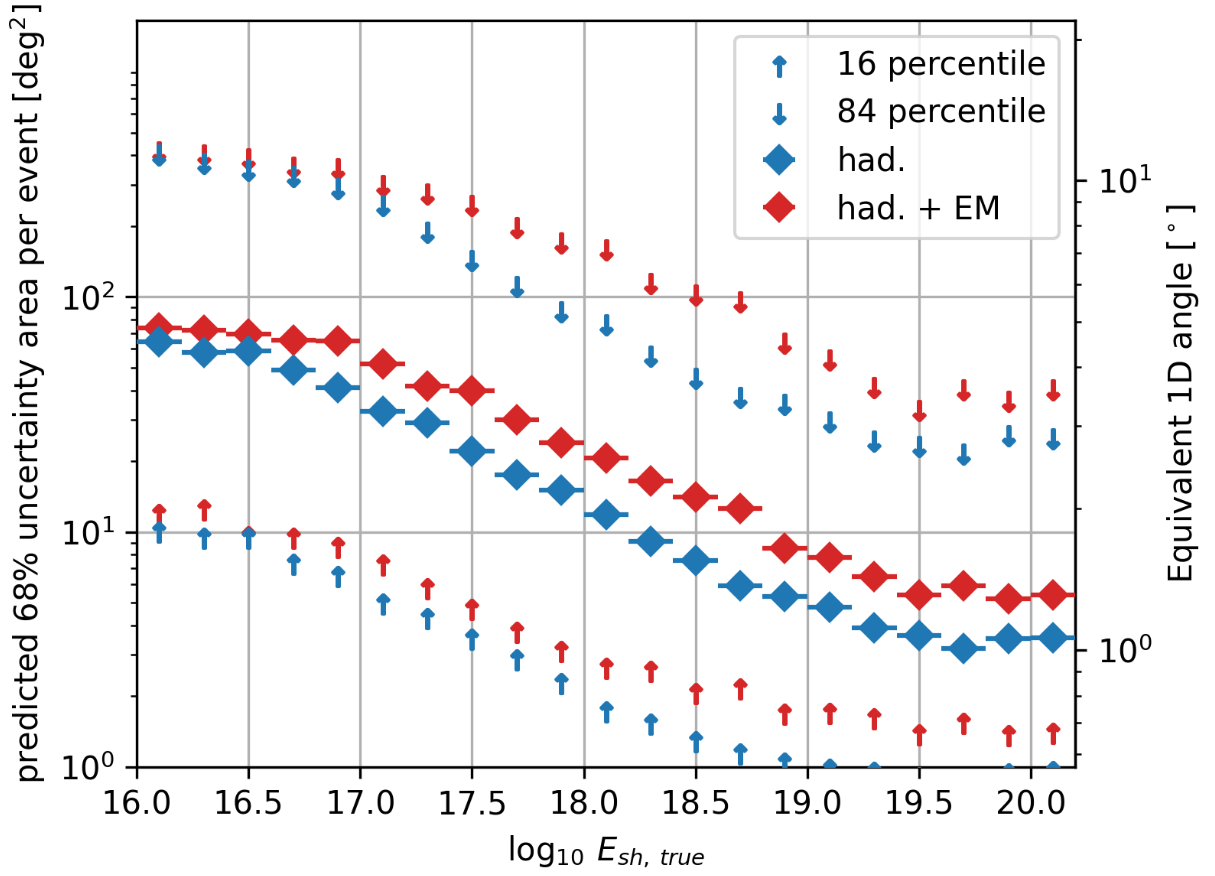 predicted 68% uncertainty area per event [deg²]
10²
10¹
10⁰
16 percentile
84 percentile
had.
had. + EM
10¹
10⁰
Equivalent 1D angle [°]
16.0 16.5 17.0 17.5 18.0 18.5 19.0 19.5 20.0
log₁₀ E_sh, true